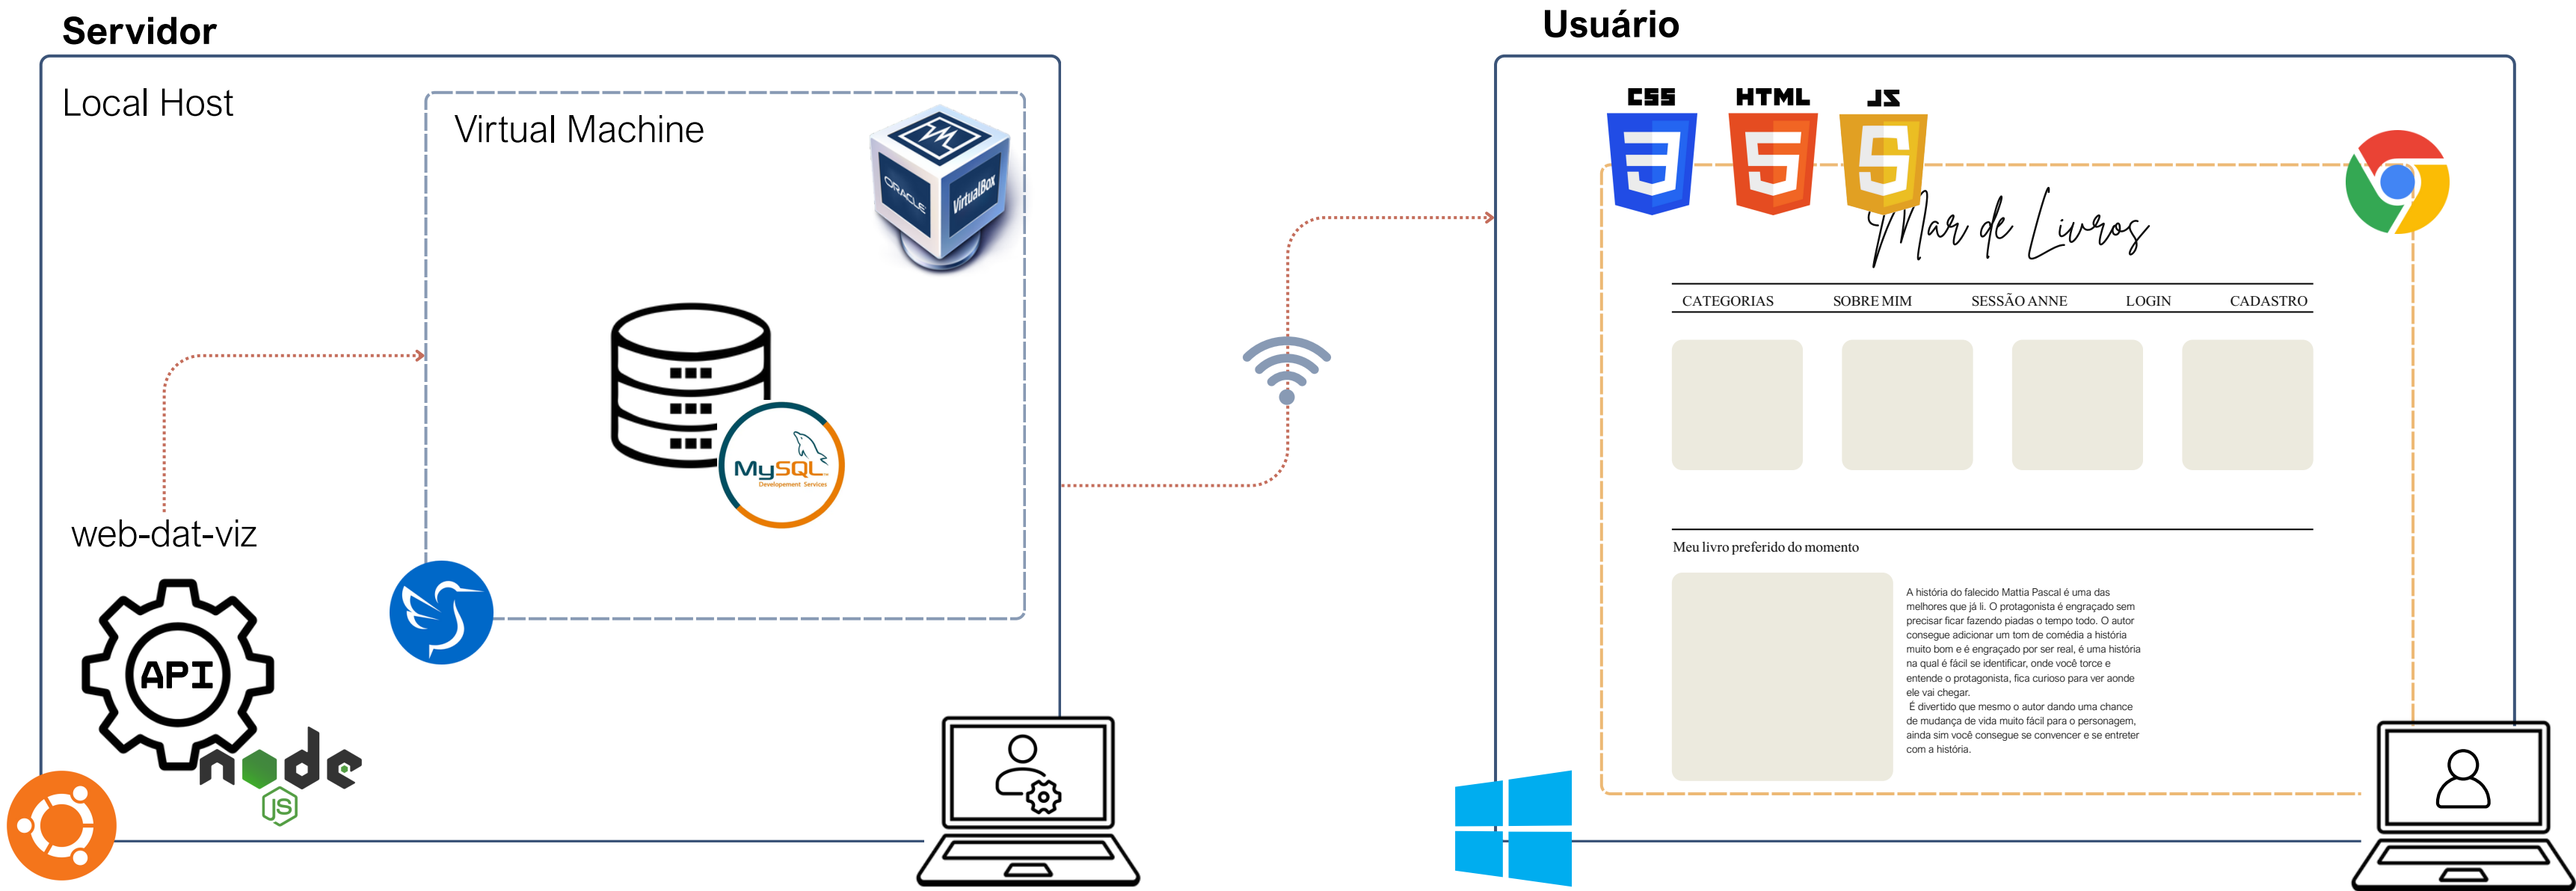 Servidor
Local Host
Virtual Machine
ORACLE
VirtualBox
MySQL
Developement Services
web-dat-viz
API
node
JS
Usuário
CSS
HTML
JS
Mar de Livros
CATEGORIAS SOBRE MIM SESSÃO ANNE LOGIN CADASTRO
Meu livro preferido do momento
A história do falecido Mattia Pascal é uma das
melhores que já li. O protagonista é engraçado sem
precisar ficar fazendo piadas o tempo todo. O autor
consegue adicionar um tom de comédia a história
muito bom e é engraçado por ser real, é uma história
na qual é fácil se identificar, onde você torce e
entende o protagonista, fica curioso para ver aonde
ele vai chegar.
É divertido que mesmo o autor dando uma chance
de mudança de vida muito fácil para o personagem,
ainda sim você consegue se convencer e se entreter
com a história.